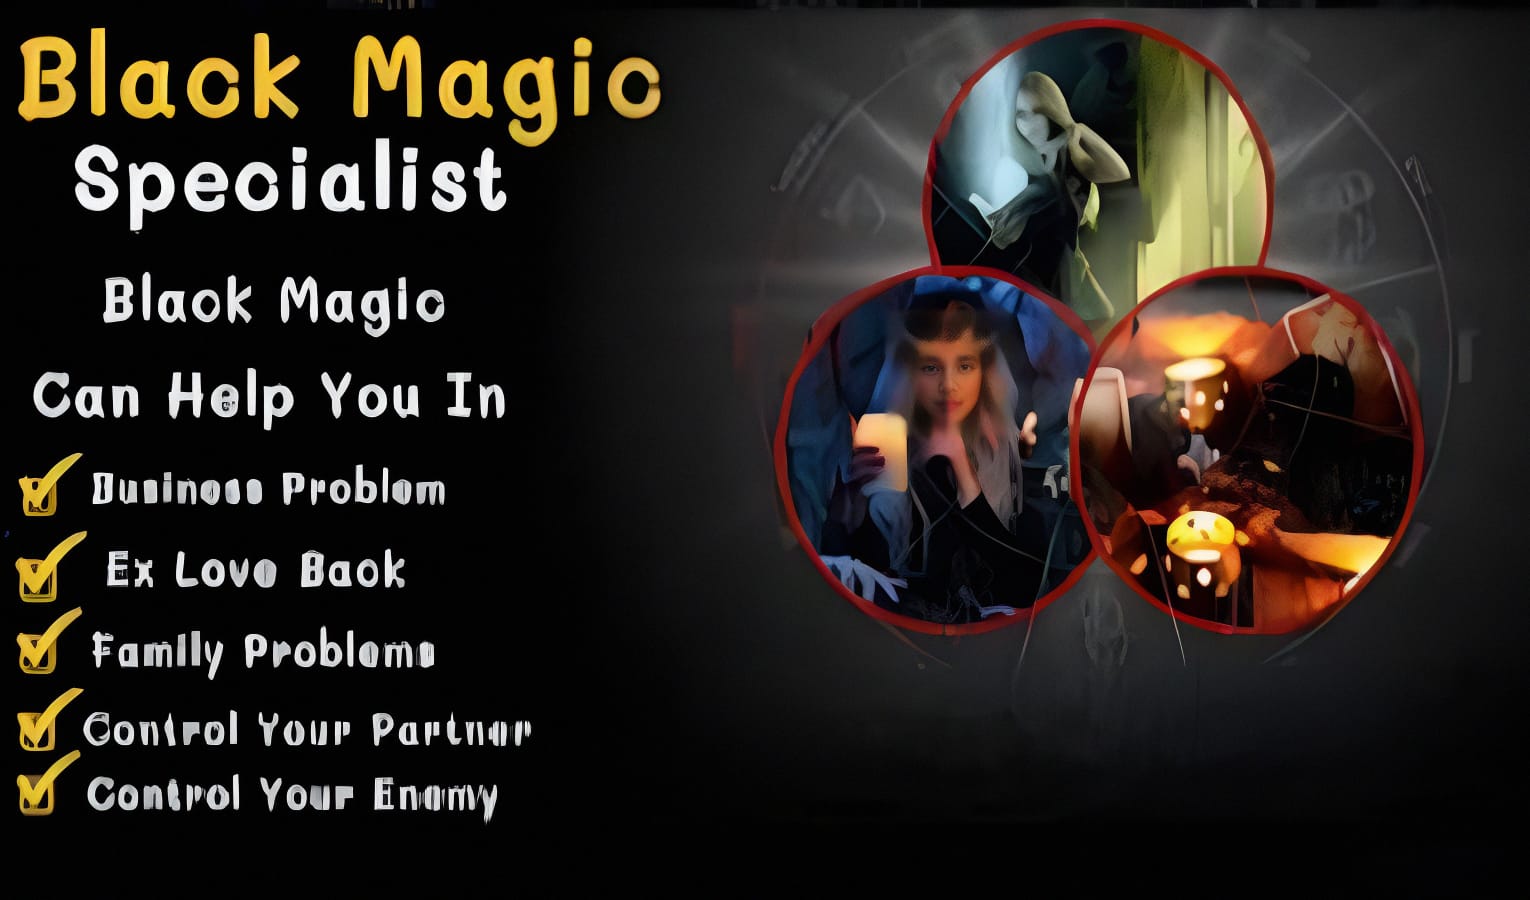 Black Magic
Specialist
Black Magic
Can Help You In
Business Problem
Ex Love Back
Family Problems
Control Your Partner
Control Your Enemy